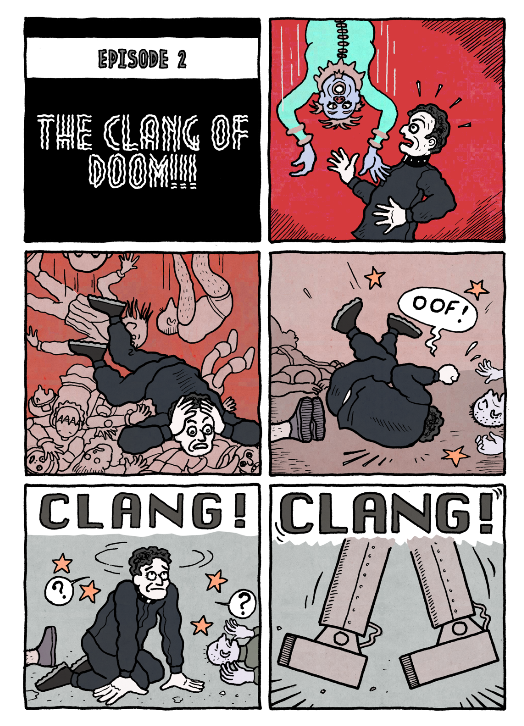 EPISODE 2
THE CLANG OF
DOOM!!!
OOF!
CLANG!
?
?
CLANG!